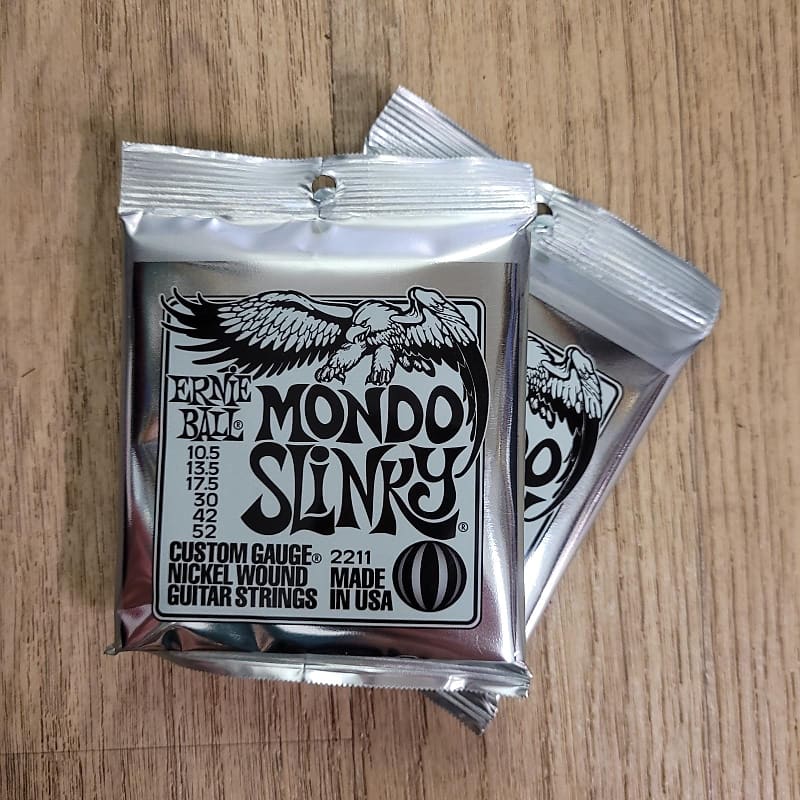 ERNiE
BALL®
MONDO
SLiNKY®
10.5
13.5
17.5
30
42
52
CUSTOM GAUGE®
NICKEL WOUND
GUITAR STRINGS
2211
MADE
IN USA